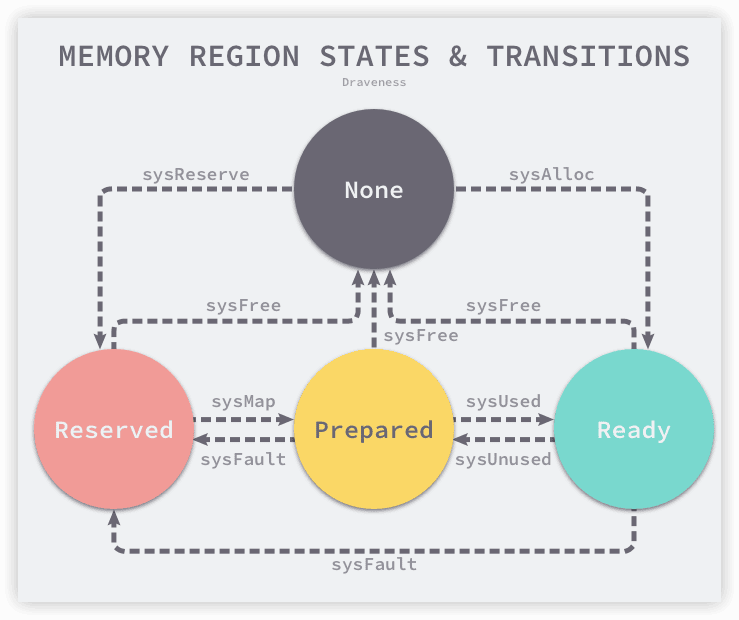 MEMORY REGION STATES & TRANSITIONS
Draveness
sysReserve
sysAlloc
None
sysFree
sysFree
sysFree
sysMap
sysUsed
Reserved
Prepared
Ready
sysFault
sysUnused
sysFault